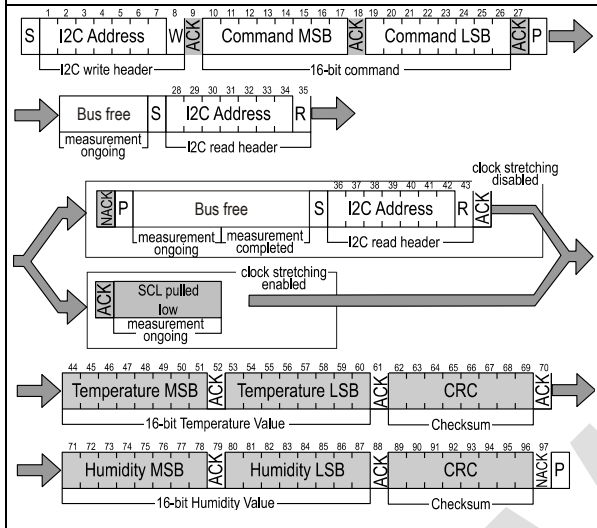 1 2 3 4 5 6 7 8 9 10 11 12 13 14 15 16 17 18 19 20 21 22 23 24 25 26 27
S I2C Address W ACK Command MSB ACK Command LSB ACK P
I2C write header 16-bit command
28 29 30 31 32 33 34 35
Bus free S I2C Address R
measurement ongoing I2C read header
clock stretching disabled
36 37 38 39 40 41 42 43
NACK P Bus free S I2C Address R ACK
measurement ongoing measurement completed I2C read header
clock stretching enabled
ACK SCL pulled low
measurement ongoing
44 45 46 47 48 49 50 51 52 53 54 55 56 57 58 59 60 61 62 63 64 65 66 67 68 69 70
Temperature MSB ACK Temperature LSB ACK CRC ACK
16-bit Temperature Value Checksum
71 72 73 74 75 76 77 78 79 80 81 82 83 84 85 86 87 88 89 90 91 92 93 94 95 96 97
Humidity MSB ACK Humidity LSB ACK CRC NACK P
16-bit Humidity Value Checksum